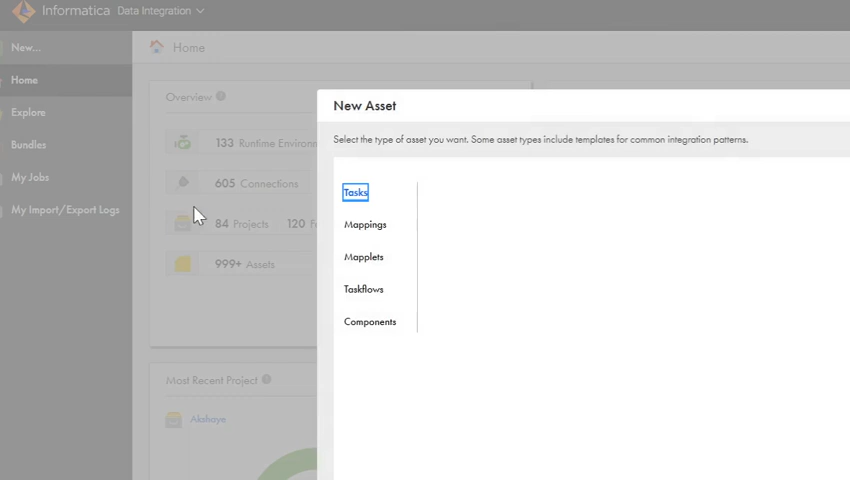 Informatica Data Integration
New...
Home
Explore
Bundles
My Jobs
My Import/Export Logs
Home
Overview
133 Runtime Environm
605 Connections
84 Projects 120 F
999+ Assets
Most Recent Project
Akshaye
New Asset
Select the type of asset you want. Some asset types include templates for common integration patterns.
Tasks
Mappings
Mapplets
Taskflows
Components